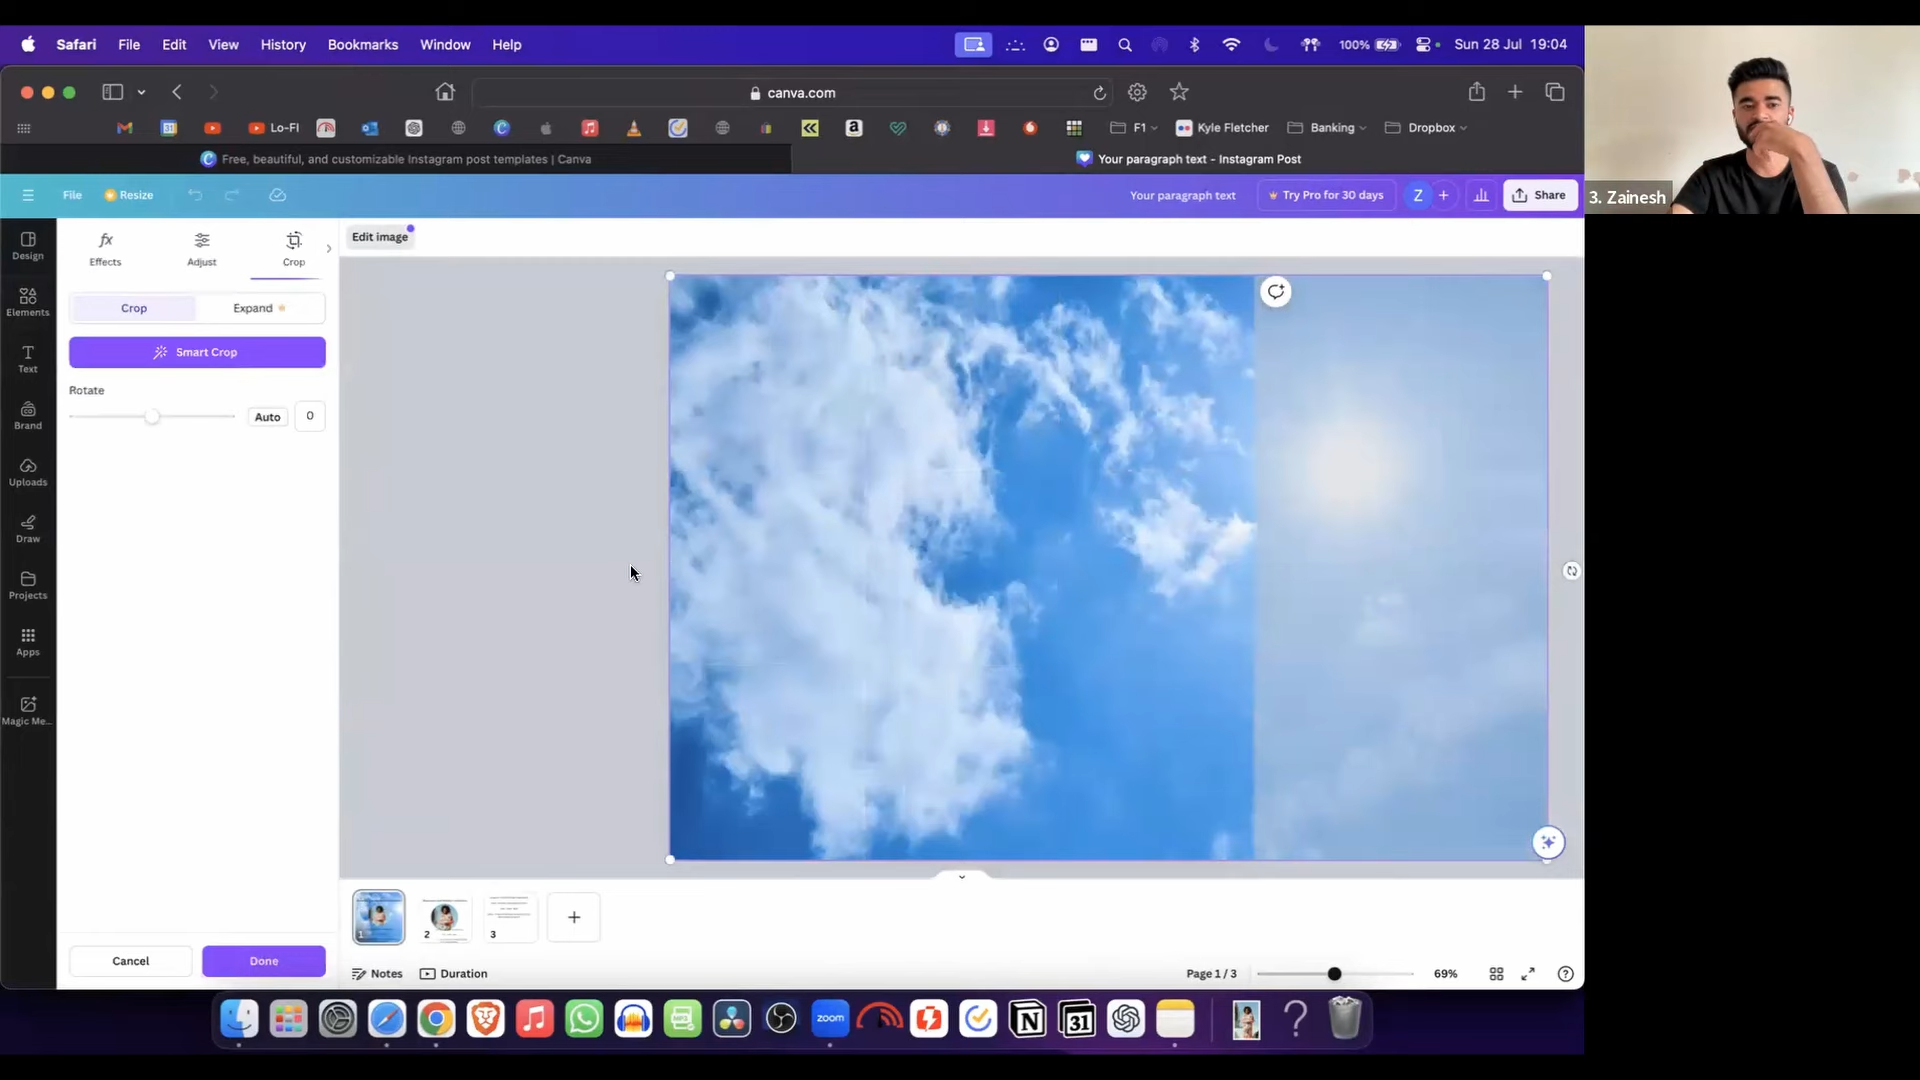 Safari File Edit View History Bookmarks Window Help 100% Sun 28 Jul 19:04
canva.com
Lo-Fi F1 Kyle Fletcher Banking Dropbox
Free, beautiful, and customizable Instagram post templates | Canva
Your paragraph text - Instagram Post
File Resize Your paragraph text Try Pro for 30 days Z Share
3. Zainesh
Design
Effects Adjust Crop
Edit image
Elements
Crop Expand
Smart Crop
Text
Rotate
Auto 0
Brand
Uploads
Draw
Projects
Apps
Magic Me...
1 2 3
Cancel Done
Notes Duration Page 1 / 3 69%
zoom 31